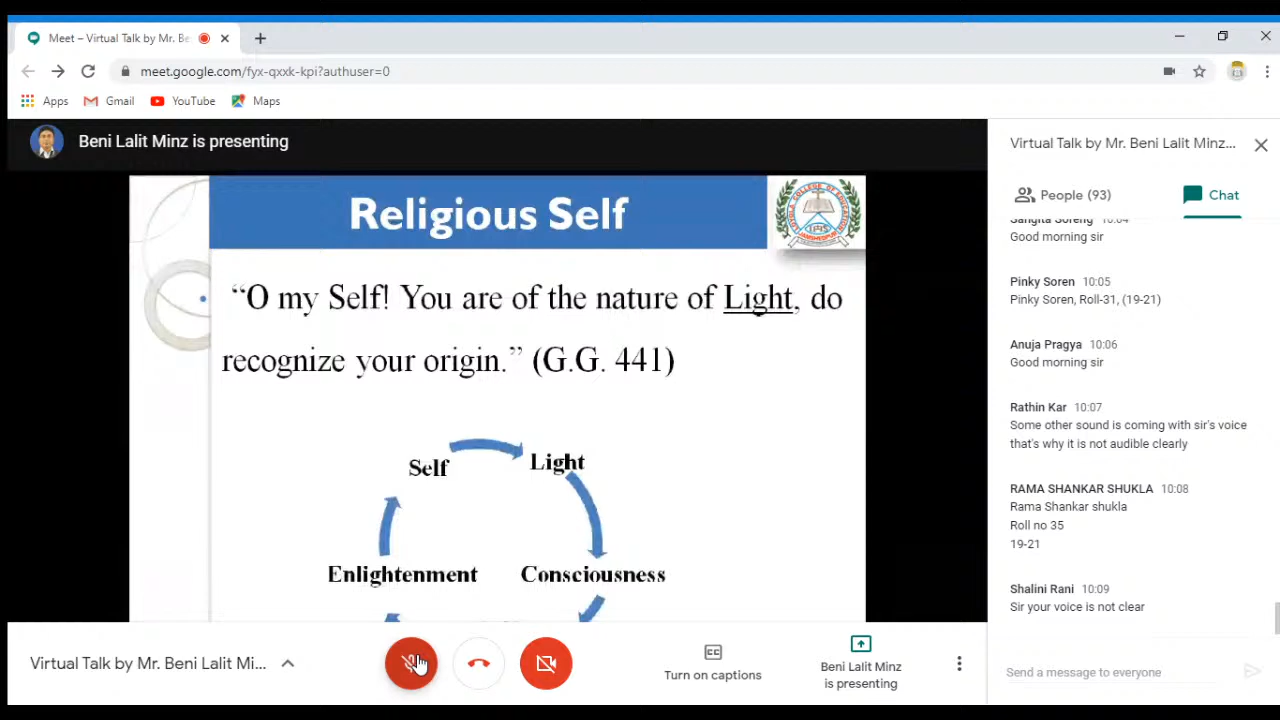 Meet – Virtual Talk by Mr. Be
meet.google.com/fyx-qxxk-kpi?authuser=0
Apps
Gmail
YouTube
Maps
Beni Lalit Minz is presenting
Religious Self
“O my Self! You are of the nature of Light, do
recognize your origin.” (G.G. 441)
Self
Light
Enlightenment
Consciousness
Virtual Talk by Mr. Beni Lalit Mi...
Turn on captions
Beni Lalit Minz
is presenting
Virtual Talk by Mr. Beni Lalit Minz...
People (93)
Chat
Sangita Soreng 10:04
Good morning sir
Pinky Soren 10:05
Pinky Soren, Roll-31, (19-21)
Anuja Pragya 10:06
Good morning sir
Rathin Kar 10:07
Some other sound is coming with sir's voice
that's why it is not audible clearly
RAMA SHANKAR SHUKLA 10:08
Rama Shankar shukla
Roll no 35
19-21
Shalini Rani 10:09
Sir your voice is not clear
Send a message to everyone